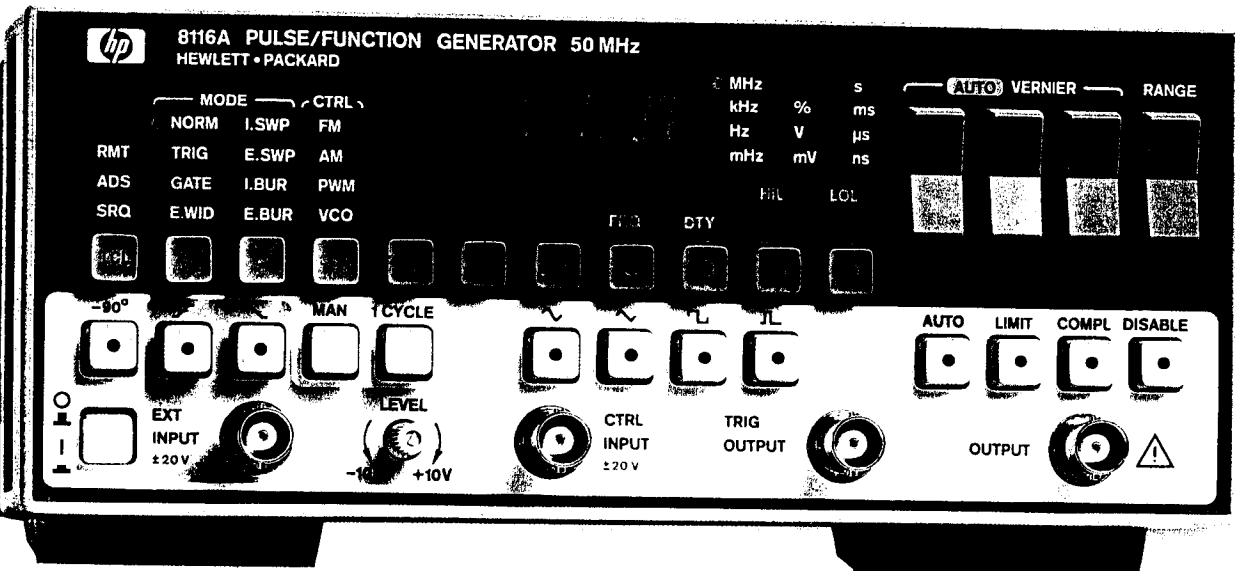 hp
8116A PULSE/FUNCTION GENERATOR 50 MHz
HEWLETT • PACKARD
MODE CTRL
NORM I.SWP FM
RMT TRIG E.SWP AM
ADS GATE I.BUR PWM
SRQ E.WID E.BUR VCO
MHz s
kHz % ms
Hz V µs
mHz mV ns
AUTO VERNIER RANGE
HIL LOL
FRQ DTY
LCL
-90° MAN 1 CYCLE
AUTO LIMIT COMPL DISABLE
EXT
INPUT
±20 V
LEVEL
+10V
CTRL
INPUT
±20 V
TRIG
OUTPUT
OUTPUT